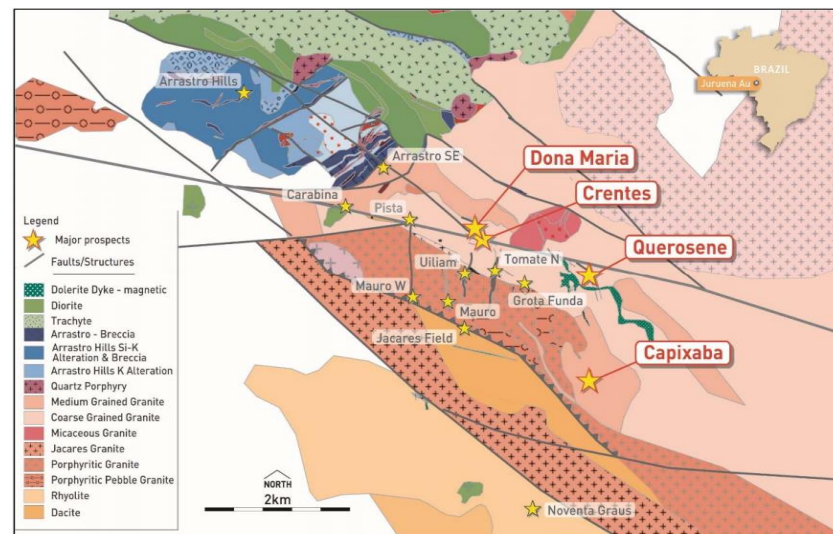 BRAZIL
Juruena Au
Arrastro Hills
Arrastro SE
Dona Maria
Crentes
Carabina
Pista
Querosene
Uiliam
Tomate N
Mauro W
Mauro
Grota Funda
Jacares Field
Capixaba
Noventa Graus
Legend
Major prospects
Faults/Structures
Dolerite Dyke - magnetic
Diorite
Trachyte
Arrastro - Breccia
Arrastro Hills Si-K
Alteration & Breccia
Arrastro Hills K Alteration
Quartz Porphyry
Medium Grained Granite
Coarse Grained Granite
Micaceous Granite
Jacares Granite
Porphyritic Granite
Porphyritic Pebble Granite
Rhyolite
Dacite
NORTH
2km